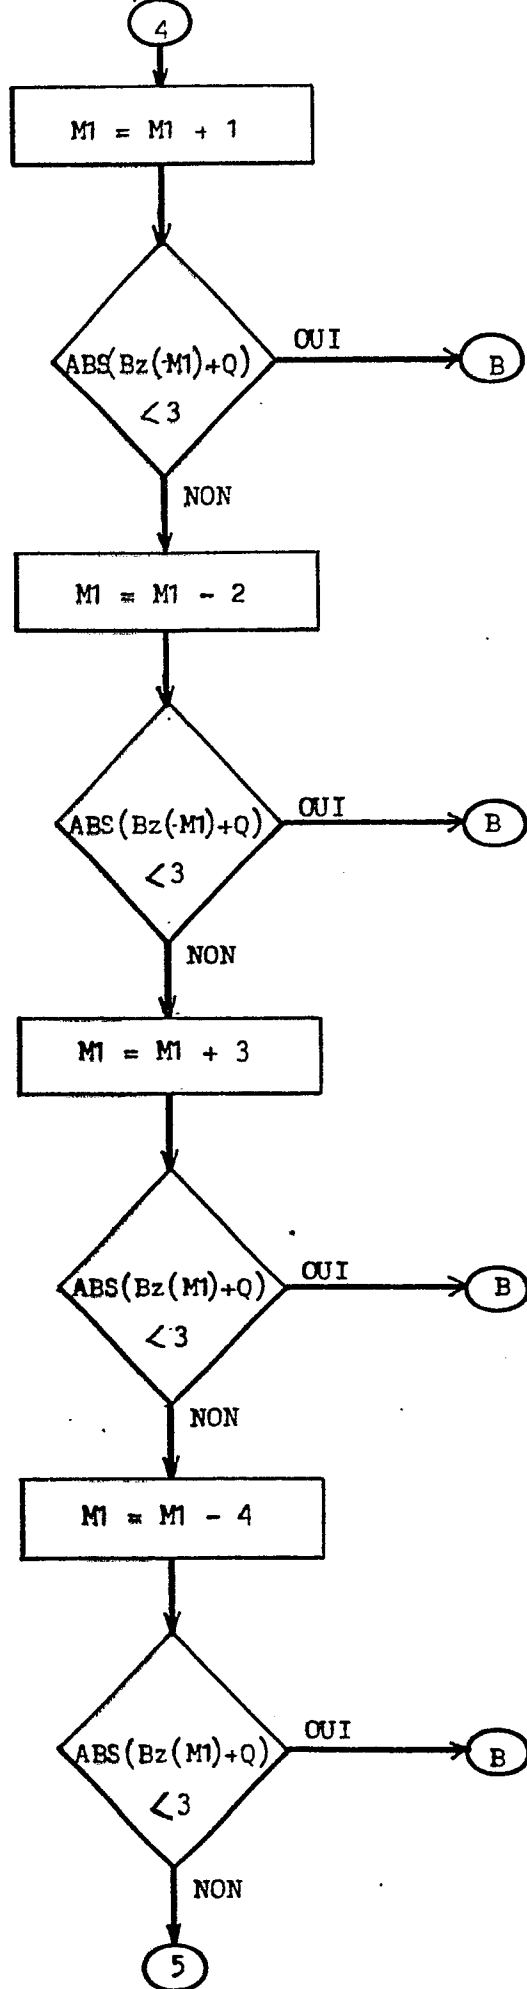 4
M1 = M1 + 1
ABS(Bz(-M1)+Q)
<3
OUI
B
NON
M1 = M1 - 2
ABS(Bz(-M1)+Q)
<3
OUI
B
NON
M1 = M1 + 3
ABS(Bz(M1)+Q)
<3
OUI
B
NON
M1 = M1 - 4
ABS(Bz(M1)+Q)
<3
OUI
B
NON
5